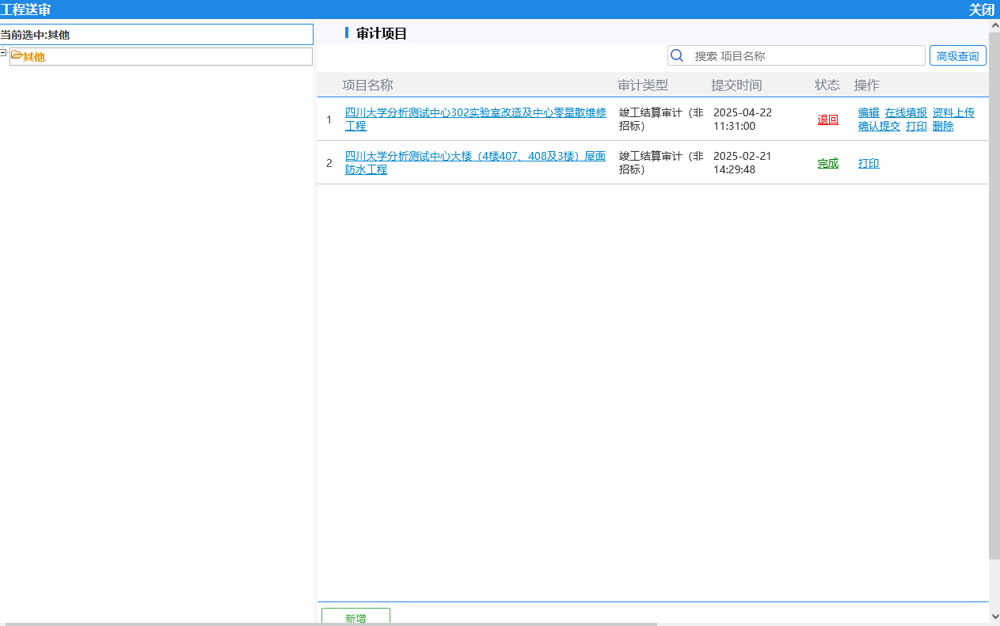 工程送审 关闭
当前选中:其他
其他
审计项目
搜索 项目名称 高级查询
项目名称 审计类型 提交时间 状态 操作
1 四川大学分析测试中心302实验室改造及中心零星散维修 竣工结算审计（非 2025-04-22 退回 编辑 在线填报 资料上传
工程 招标） 11:31:00 确认提交 打印 删除
2 四川大学分析测试中心大楼（4楼407、408及3楼）屋面 竣工结算审计（非 2025-02-21 完成 打印
防水工程 招标） 14:29:48
新增